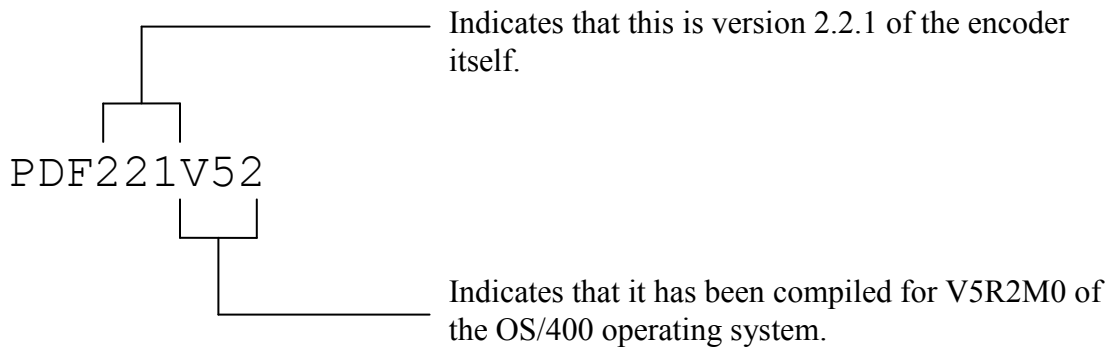 Indicates that this is version 2.2.1 of the encoder
itself.
PDF221V52
Indicates that it has been compiled for V5R2M0 of
the OS/400 operating system.